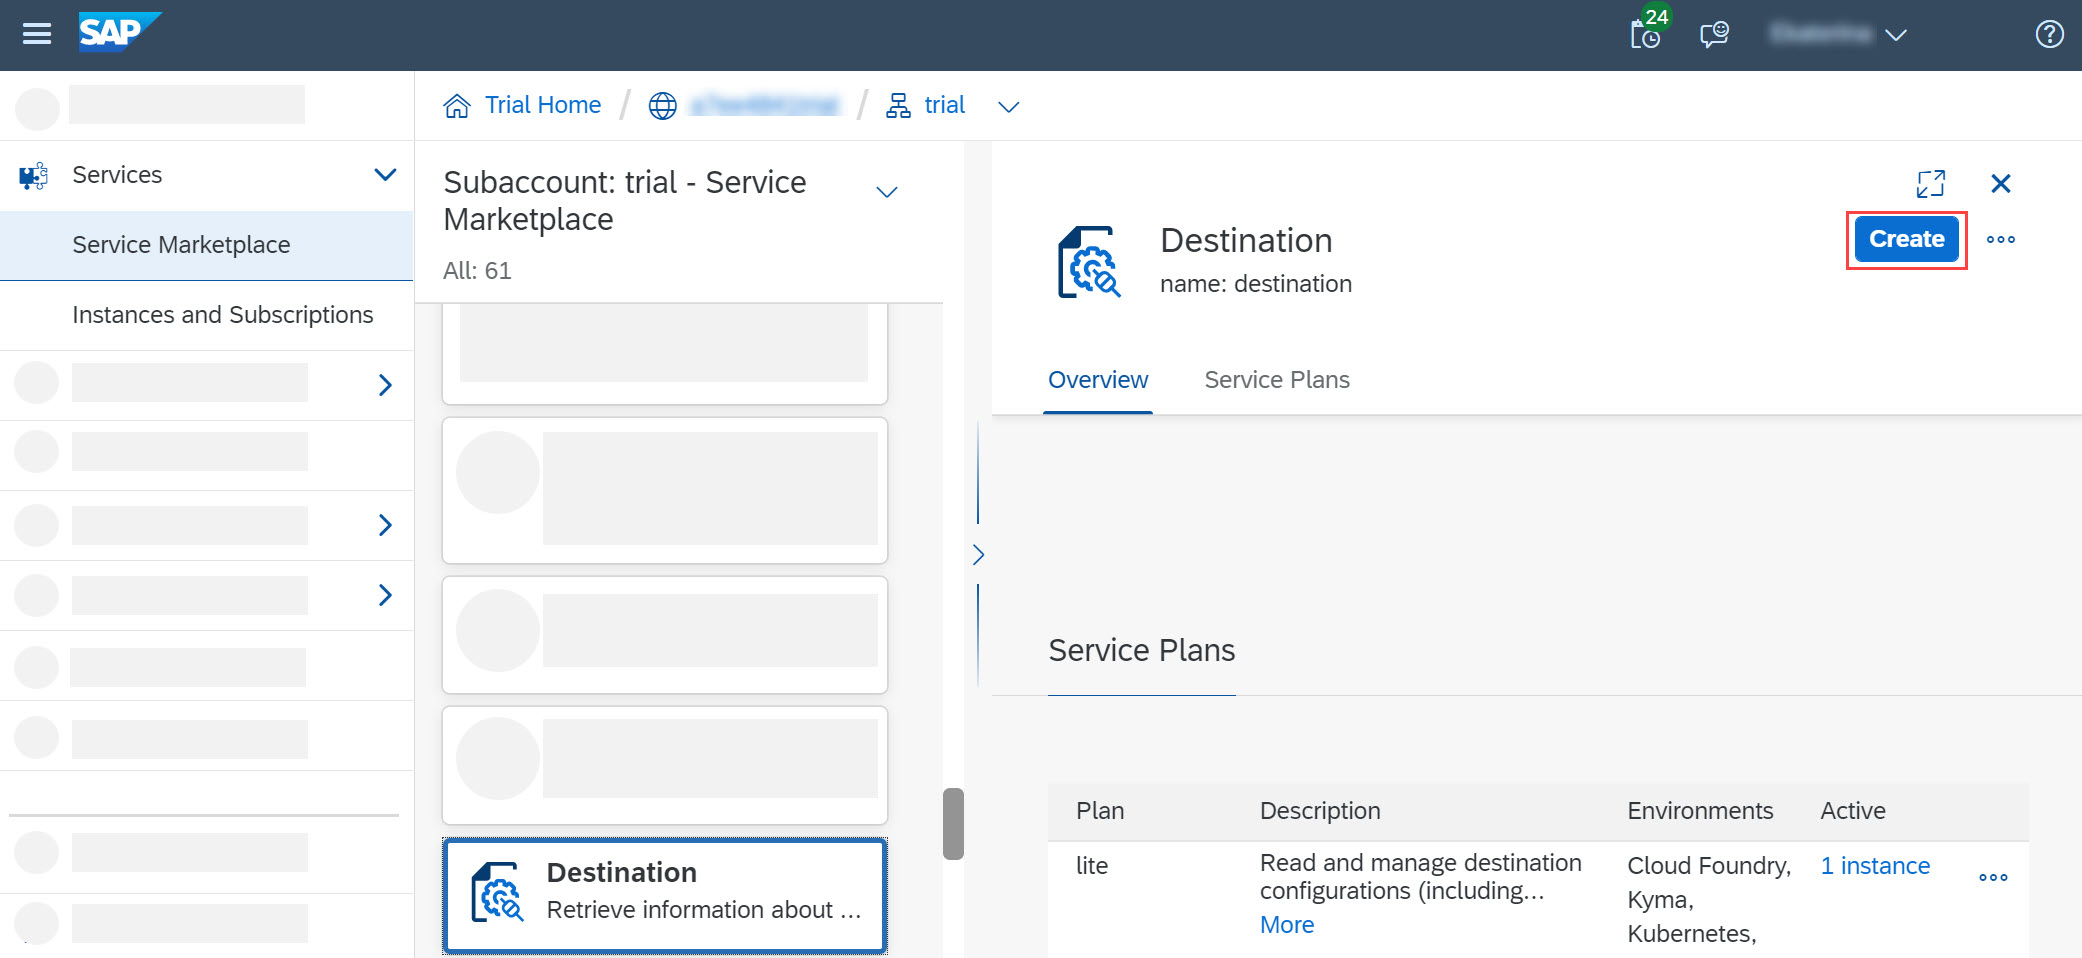 SAP
24
Trial Home
trial
Services
Service Marketplace
Instances and Subscriptions
Subaccount: trial - Service
Marketplace
All: 61
Destination
Retrieve information about ...
Destination
name: destination
Create
Overview
Service Plans
Service Plans
Plan
Description
Environments
Active
lite
Read and manage destination
configurations (including...
More
Cloud Foundry,
Kyma,
Kubernetes,
1 instance